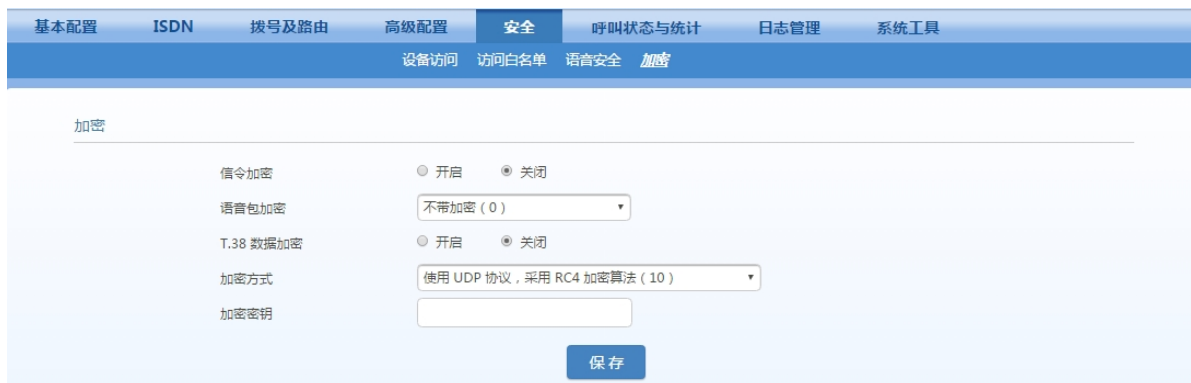 基本配置 ISDN 拨号及路由 高级配置 安全 呼叫状态与统计 日志管理 系统工具
设备访问 访问白名单 语音安全 加密
加密
信令加密 开启 关闭
语音包加密 不带加密(0)
T.38 数据加密 开启 关闭
加密方式 使用 UDP 协议,采用 RC4 加密算法(10)
加密密钥
保存